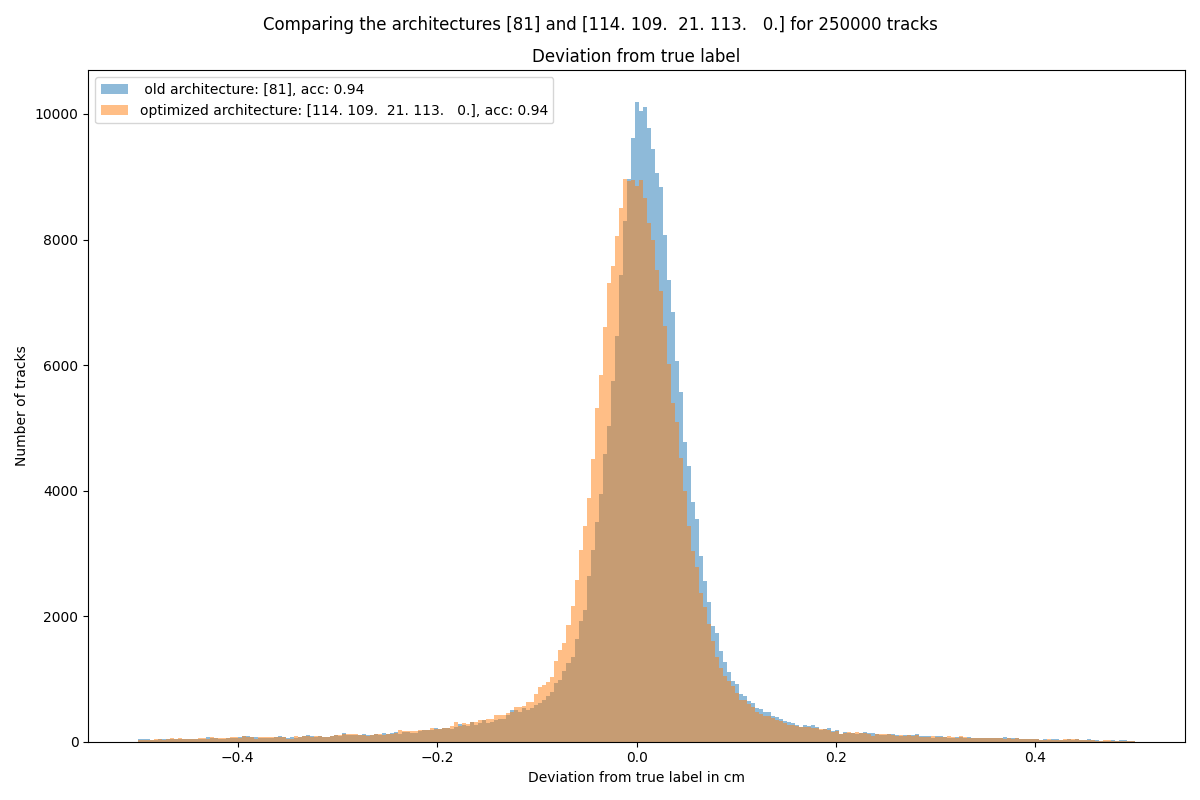 Comparing the architectures [81] and [114. 109.  21. 113.   0.] for 250000 tracks
Deviation from true label
old architecture: [81], acc: 0.94
optimized architecture: [114. 109.  21. 113.   0.], acc: 0.94
10000
8000
6000
4000
2000
0
Number of tracks
−0.4
−0.2
0.0
0.2
0.4
Deviation from true label in cm